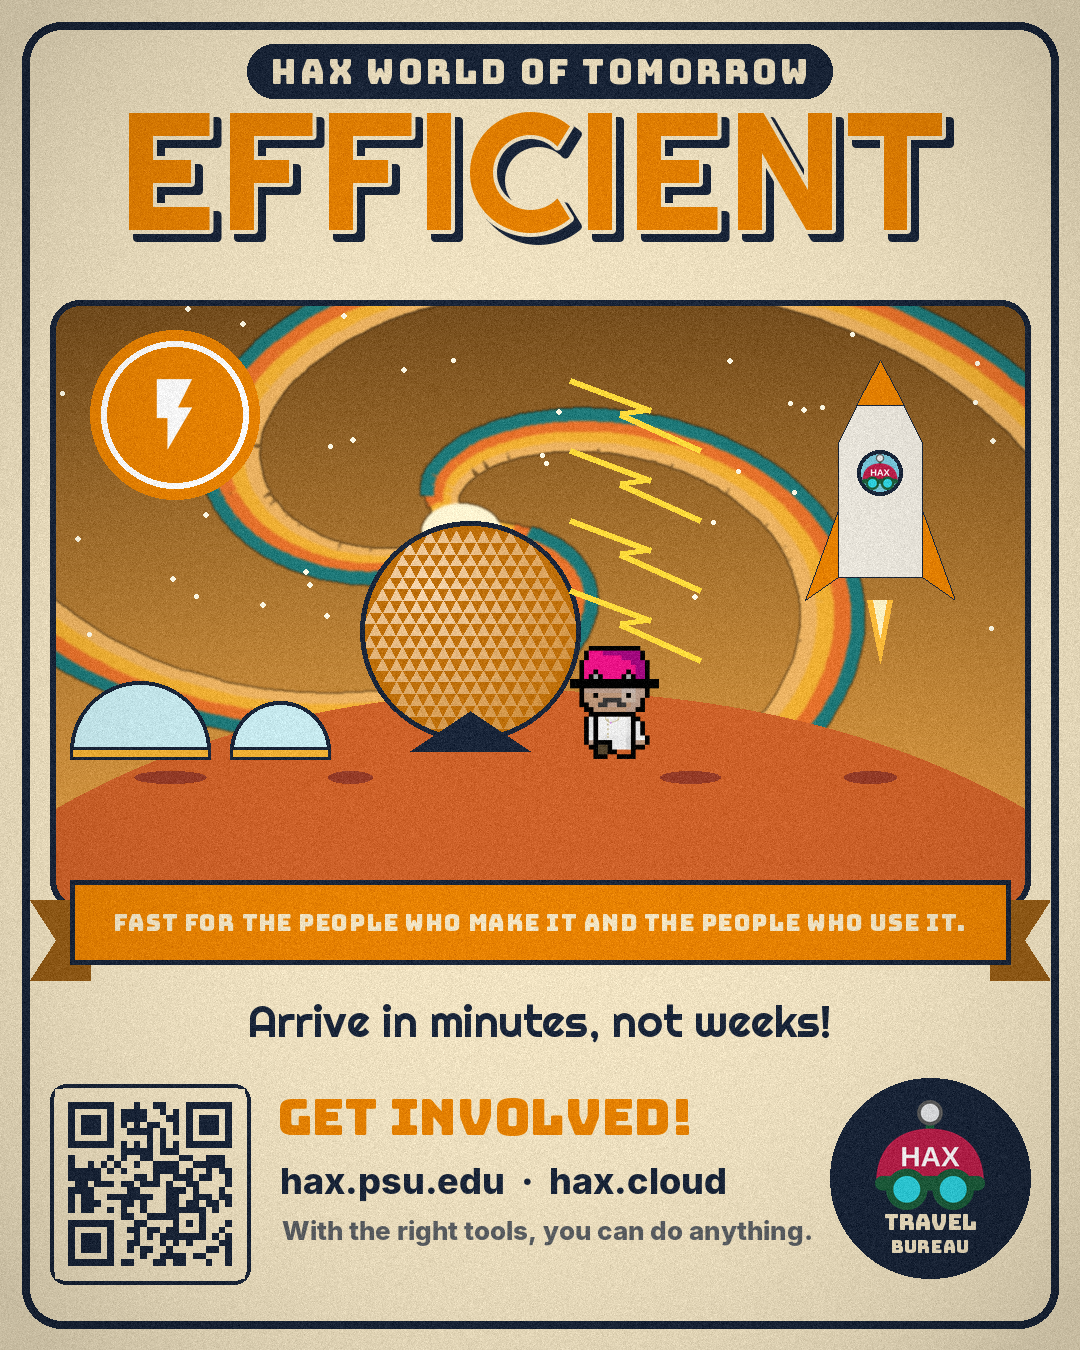 HAX WORLD OF TOMORROW
EFFICIENT
HAX
FAST FOR THE PEOPLE WHO MAKE IT AND THE PEOPLE WHO USE IT.
Arrive in minutes, not weeks!
GET INVOLVED!
hax.psu.edu · hax.cloud
With the right tools, you can do anything.
HAX
TRAVEL
BUREAU